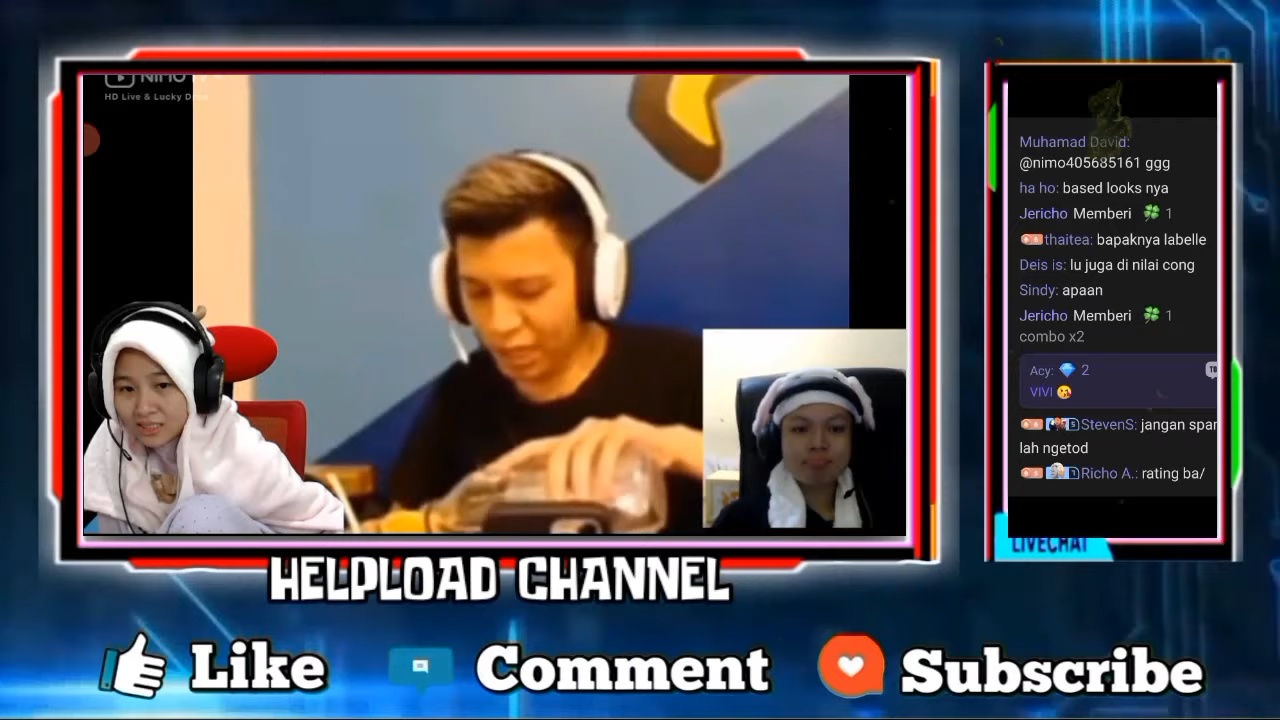 HD Live & Lucky
Muhamad David:
@nimo405685161 ggg
ha ho: based looks nya
Jericho Memberi 1
thaitea: bapaknya labelle
Deis is: lu juga di nilai cong
Sindy: apaan
Jericho Memberi 1
combo x2
Acy: 2
VIVI
StevenS: jangan spam
lah ngetod
Richo A.: rating ba/
LIVECHAT
HELPLOAD CHANNEL
Like
Comment
Subscribe